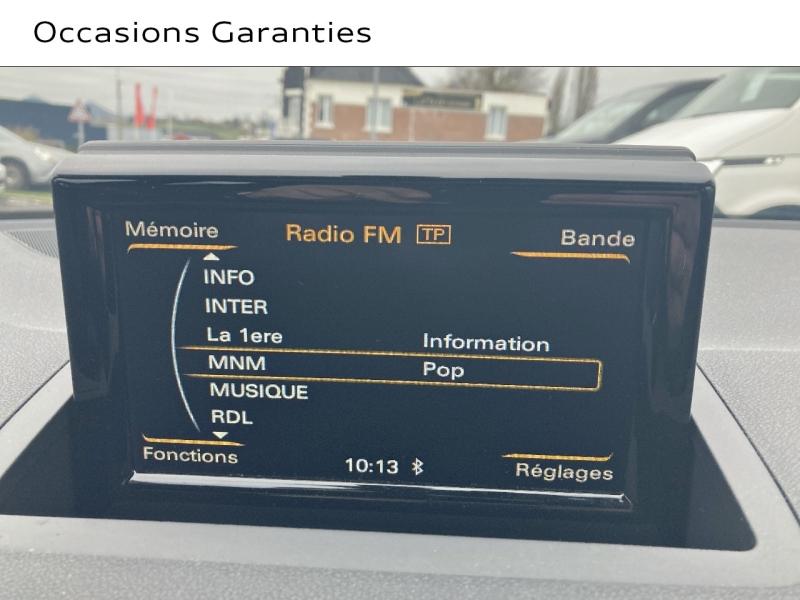 Occasions Garanties
Mémoire Radio FM TP Bande
INFO
INTER
La 1ere Information
MNM Pop
MUSIQUE
RDL
Fonctions 10:13 Réglages